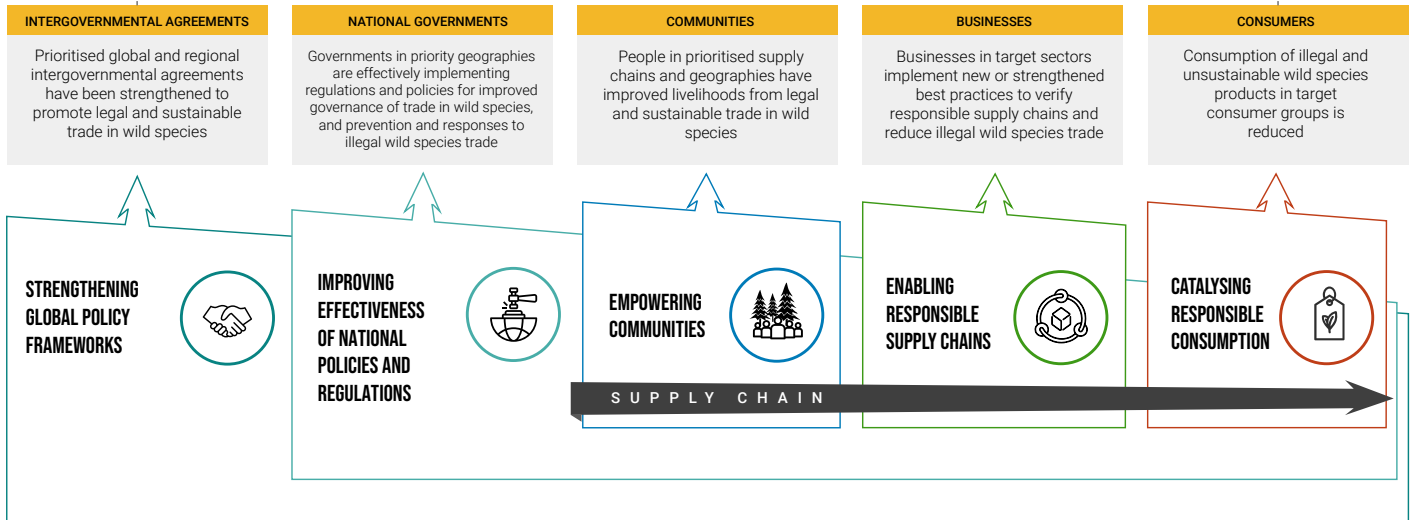 INTERGOVERNMENTAL AGREEMENTS
Prioritised global and regional
intergovernmental agreements
have been strengthened to
promote legal and sustainable
trade in wild species
NATIONAL GOVERNMENTS
Governments in priority geographies
are effectively implementing
regulations and policies for improved
governance of trade in wild species,
and prevention and responses to
illegal wild species trade
COMMUNITIES
People in prioritised supply
chains and geographies have
improved livelihoods from legal
and sustainable trade in wild
species
BUSINESSES
Businesses in target sectors
implement new or strengthened
best practices to verify
responsible supply chains and
reduce illegal wild species trade
CONSUMERS
Consumption of illegal and
unsustainable wild species
products in target
consumer groups is
reduced
STRENGTHENING
GLOBAL POLICY
FRAMEWORKS
IMPROVING
EFFECTIVENESS
OF NATIONAL
POLICIES AND
REGULATIONS
EMPOWERING
COMMUNITIES
ENABLING
RESPONSIBLE
SUPPLY CHAINS
CATALYSING
RESPONSIBLE
CONSUMPTION
SUPPLY CHAIN